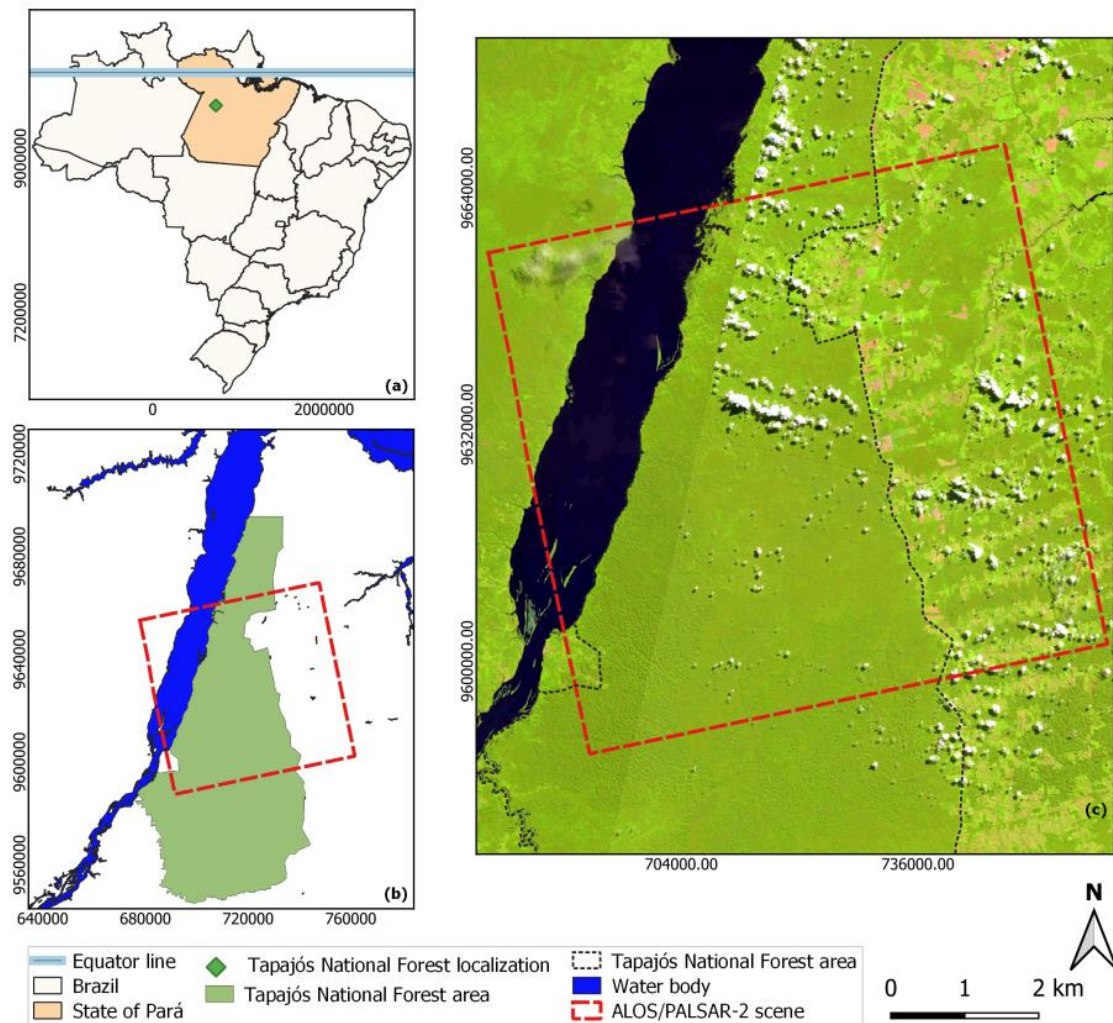 9000000
7200000
0
2000000
(a)
9720000
9680000
9640000
9600000
9560000
640000
680000
720000
760000
(b)
9664000.00
9632000.00
9600000.00
704000.00
736000.00
(c)
N
Equator line
Brazil
State of Pará
Tapajós National Forest localization
Tapajós National Forest area
Tapajós National Forest area
Water body
ALOS/PALSAR-2 scene
0 1 2 km